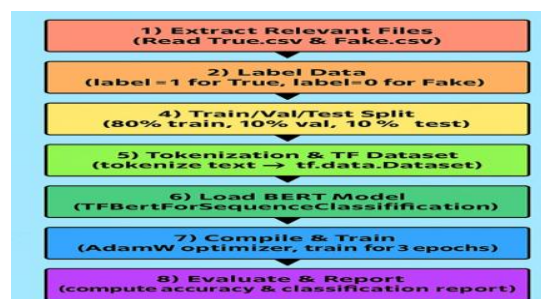 1) Extract Relevant Files
(Read True.csv & Fake.csv)
2) Label Data
(label=1 for True, label=0 for Fake)
4) Train/Val/Test Split
(80% train, 10% val, 10% test)
5) Tokenization & TF Dataset
(tokenize text → tf.data.Dataset)
6) Load BERT Model
(TFBertForSequenceClassifification)
7) Compile & Train
(AdamW optimizer, train for 3 epochs)
8) Evaluate & Report
(compute accuracy & classification report)